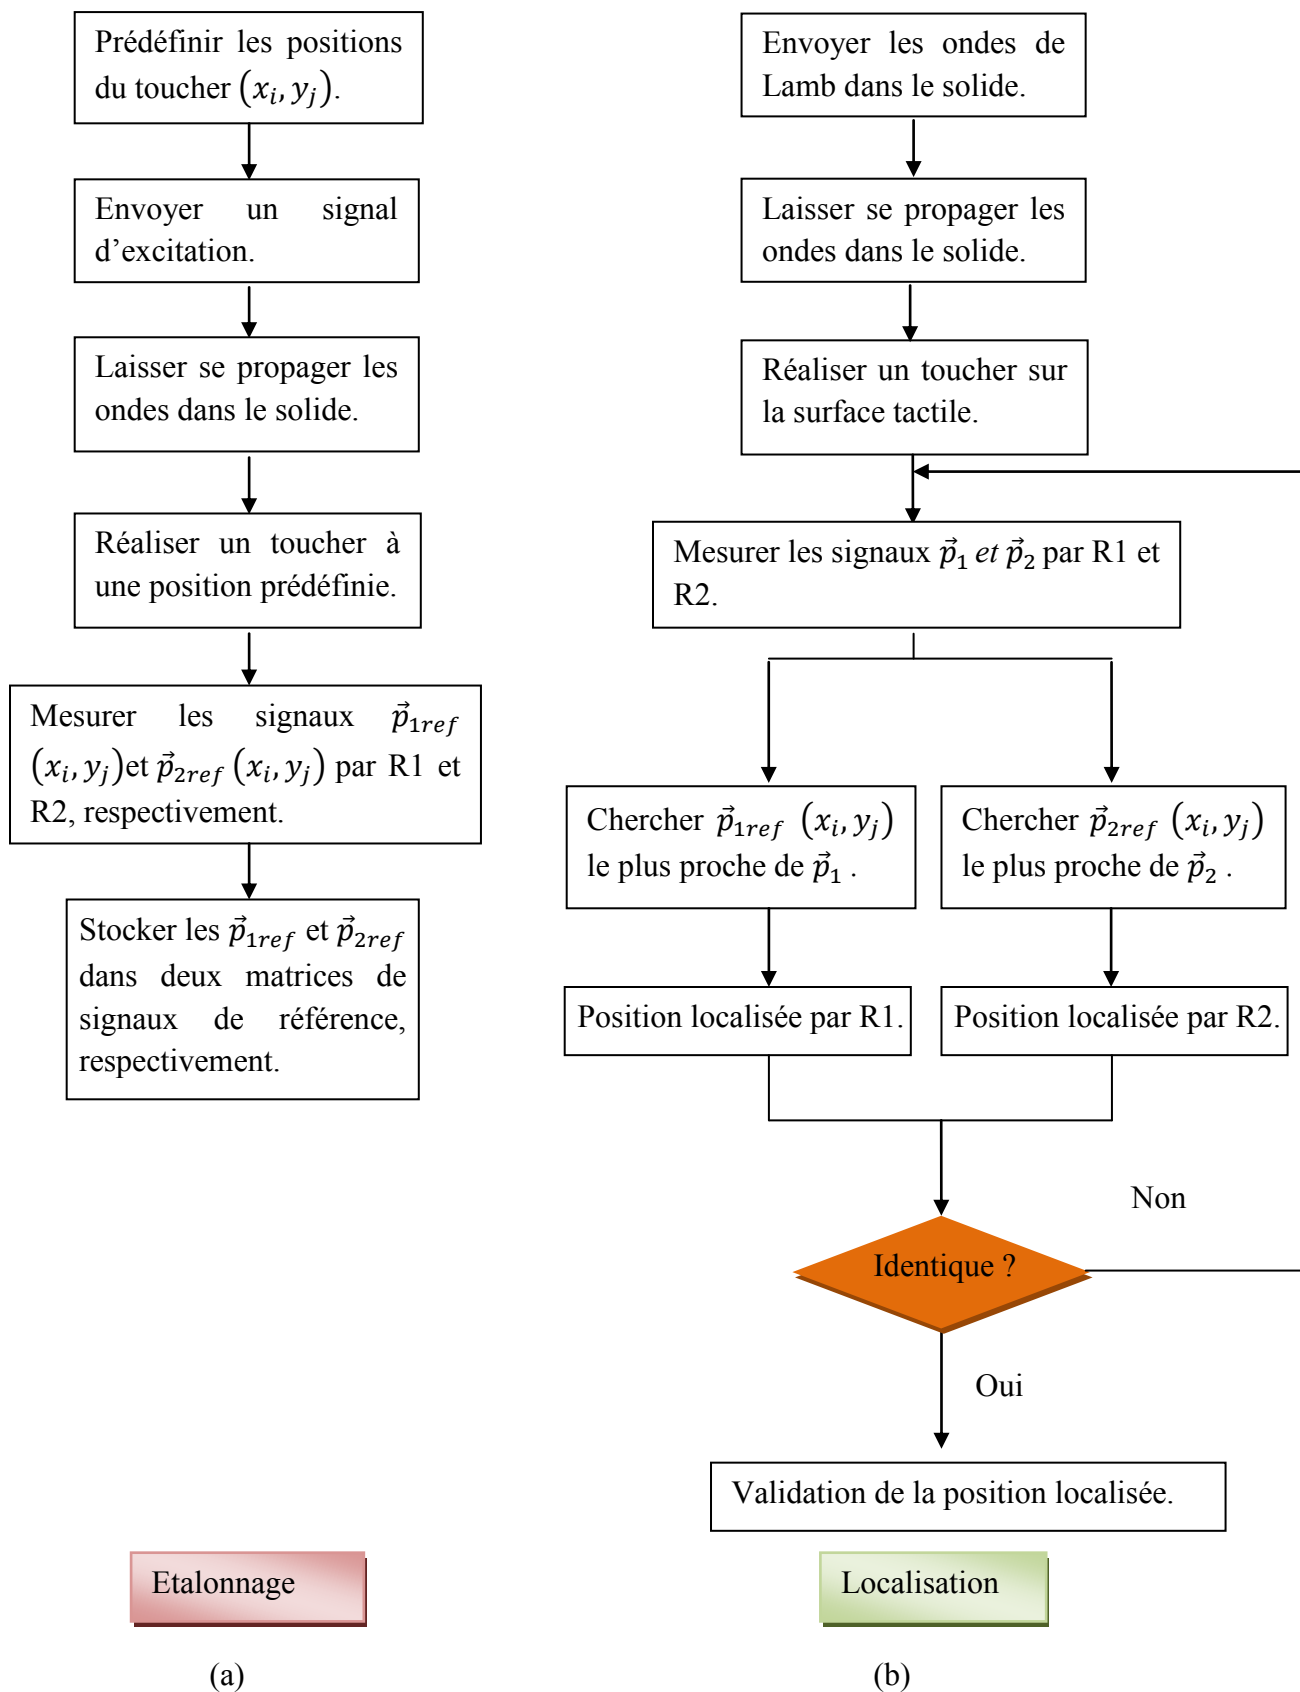 Prédéfinir les positions
du toucher (x_i, y_j).
Envoyer un signal
d'excitation.
Laisser se propager les
ondes dans le solide.
Réaliser un toucher à
une position prédéfinie.
Mesurer les signaux p⃗_1ref
(x_i, y_j)et p⃗_2ref (x_i, y_j) par R1 et
R2, respectivement.
Stocker les p⃗_1ref et p⃗_2ref
dans deux matrices de
signaux de référence,
respectivement.
Etalonnage
(a)
Envoyer les ondes de
Lamb dans le solide.
Laisser se propager les
ondes dans le solide.
Réaliser un toucher sur
la surface tactile.
Mesurer les signaux p⃗_1 et p⃗_2 par R1 et
R2.
Chercher p⃗_1ref (x_i, y_j)
le plus proche de p⃗_1 .
Chercher p⃗_2ref (x_i, y_j)
le plus proche de p⃗_2 .
Position localisée par R1.
Position localisée par R2.
Non
Identique ?
Oui
Validation de la position localisée.
Localisation
(b)